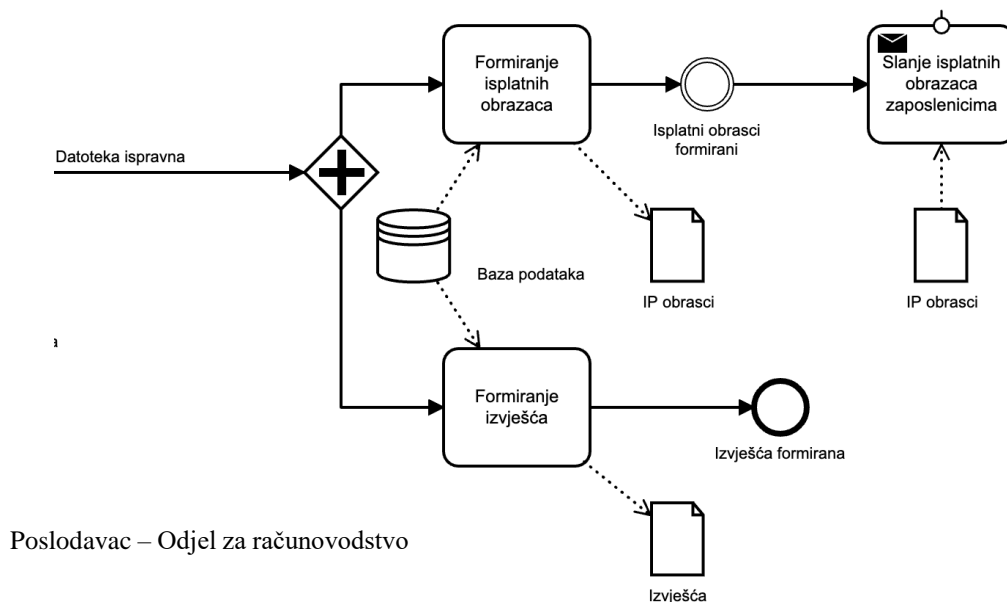 Formiranje
isplatnih
obrazaca
Slanje isplatnih
obrazaca
zaposlenicima
Isplatni obrasci
formirani
Datoteka ispravna
Baza podataka
IP obrasci
IP obrasci
a
Formiranje
izvješća
Izvješća formirana
Poslodavac – Odjel za računovodstvo
Izvješća